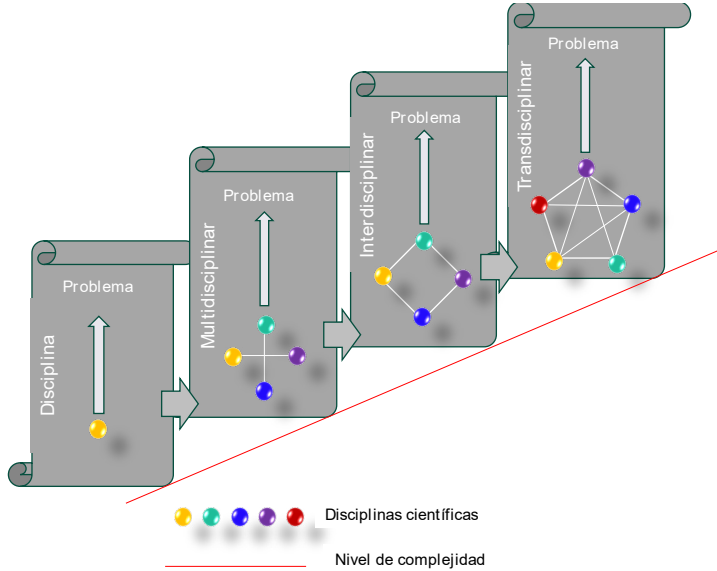 Disciplina
Problema
Multidisciplinar
Problema
Interdisciplinar
Problema
Transdisciplinar
Problema
Disciplinas científicas
Nivel de complejidad